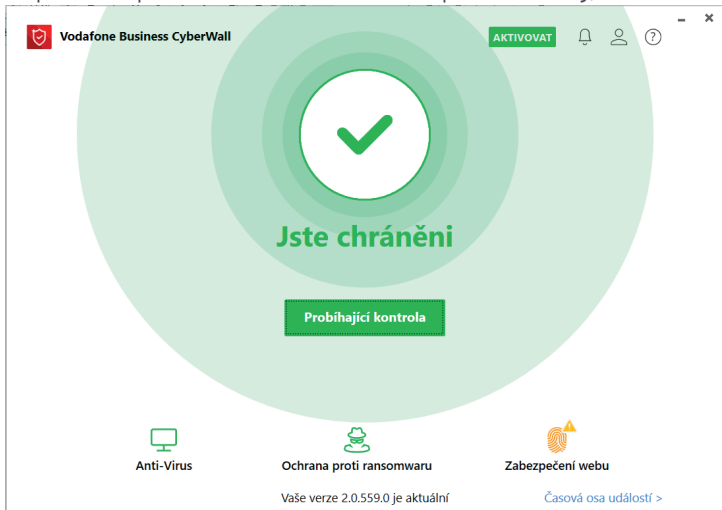 Vodafone Business CyberWall
AKTIVOVAT
Jste chráněni
Probíhající kontrola
Anti-Virus
Ochrana proti ransomwaru
Zabezpečení webu
Vaše verze 2.0.559.0 je aktuální
Časová osa událostí >